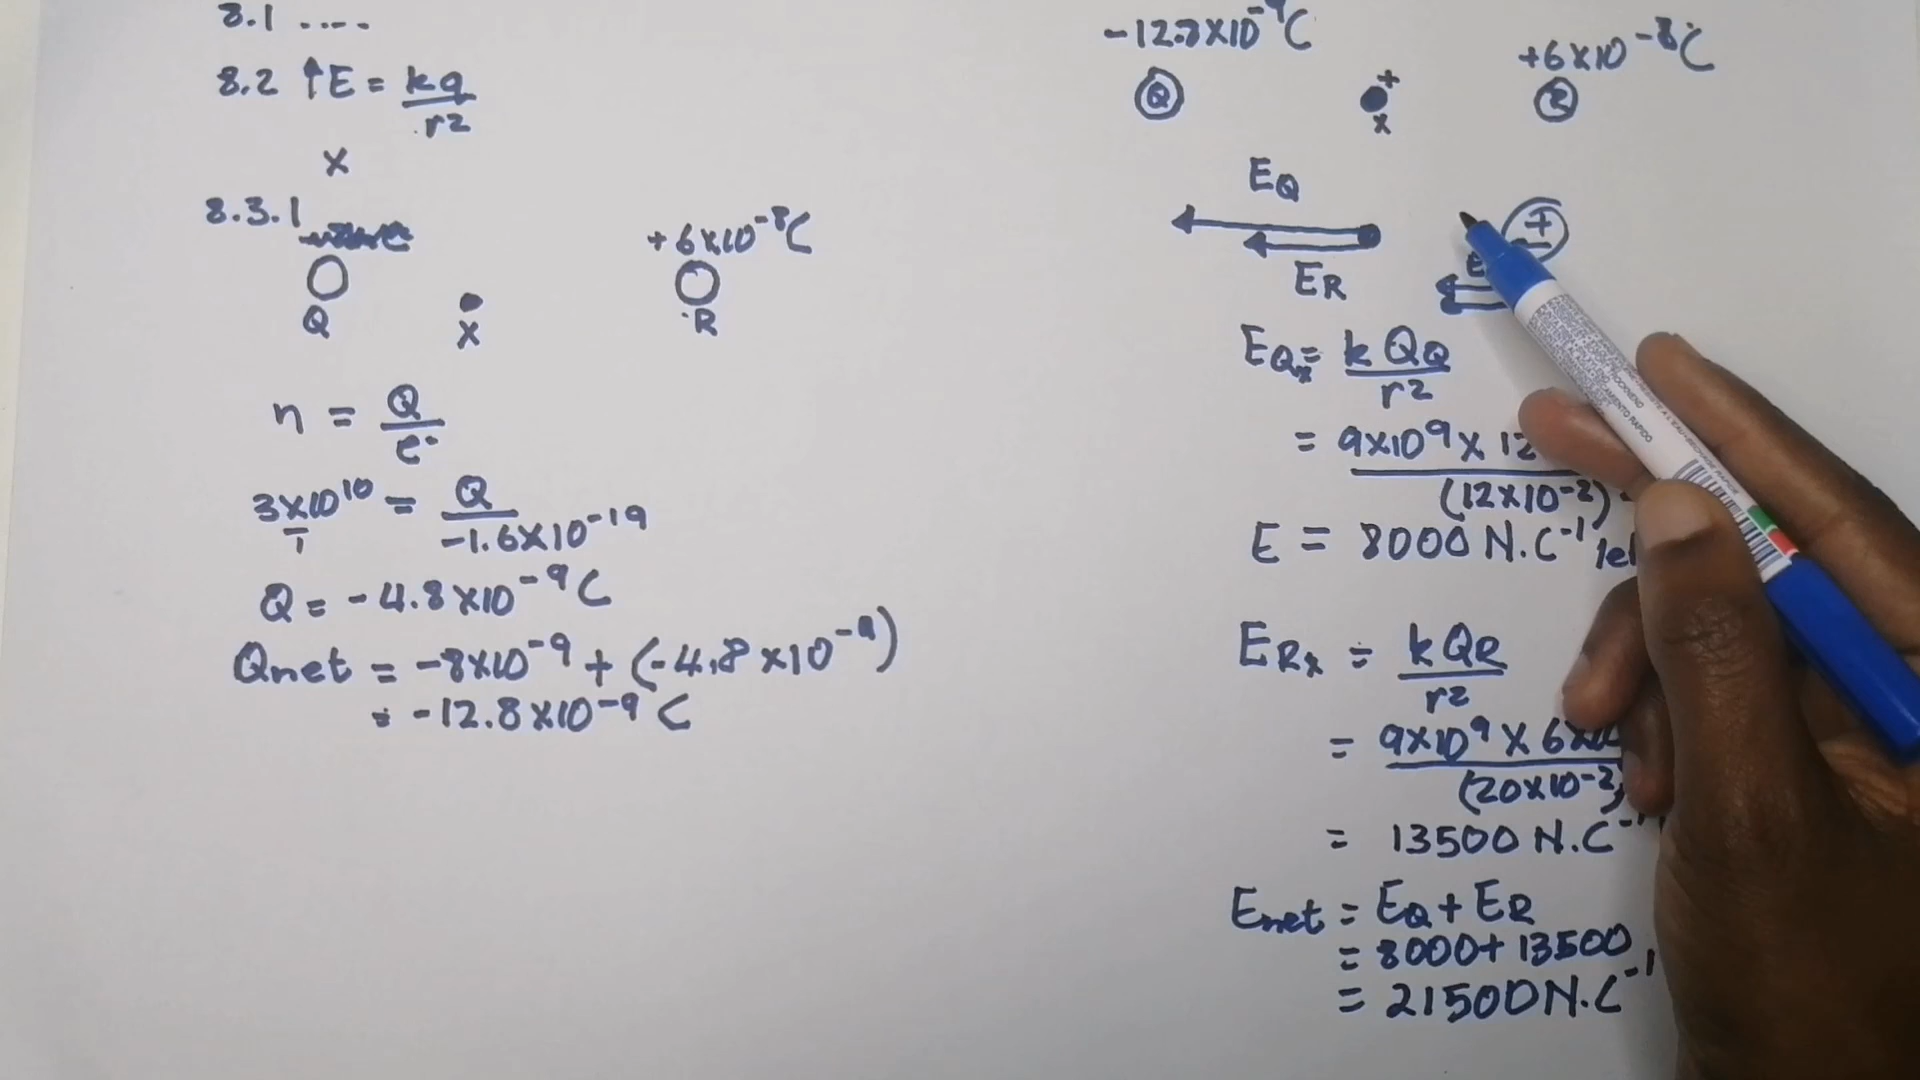 8.1 ....
8.2 ↑E = kq
r2
x
8.3.1
+6x10-8C
Q
x
R
n = Q
e-
3x10 10 = Q
1
-1.6x10-19
Q = -4.8x10-9C
Qnet = -8x10-9 + (-4.8x10-9)
= -12.8x10-9C
-12.8x10-9C
+6x10-8C
Q
+
x
R
EQ
+
ER
E
EQx = kQQ
r2
= 9x10 9 x 12
(12x10-2)
E = 8000 N.C-1
ERx = kQR
r2
= 9x10 9 x 6x10
(20x10-2)
= 13500 N.C-1
Enet = EQ + ER
= 8000 + 13500
= 21500 N.C-1